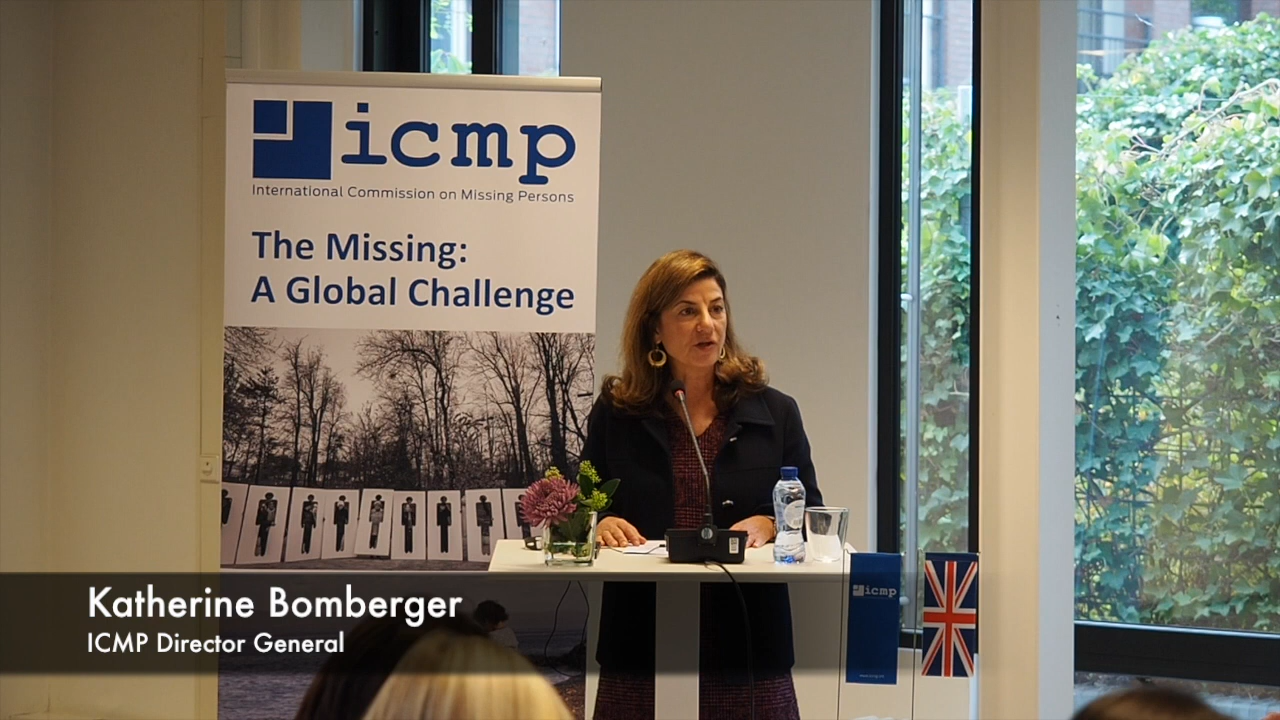 icmp
International Commission on Missing Persons
The Missing:
A Global Challenge
icmp
Katherine Bomberger
ICMP Director General